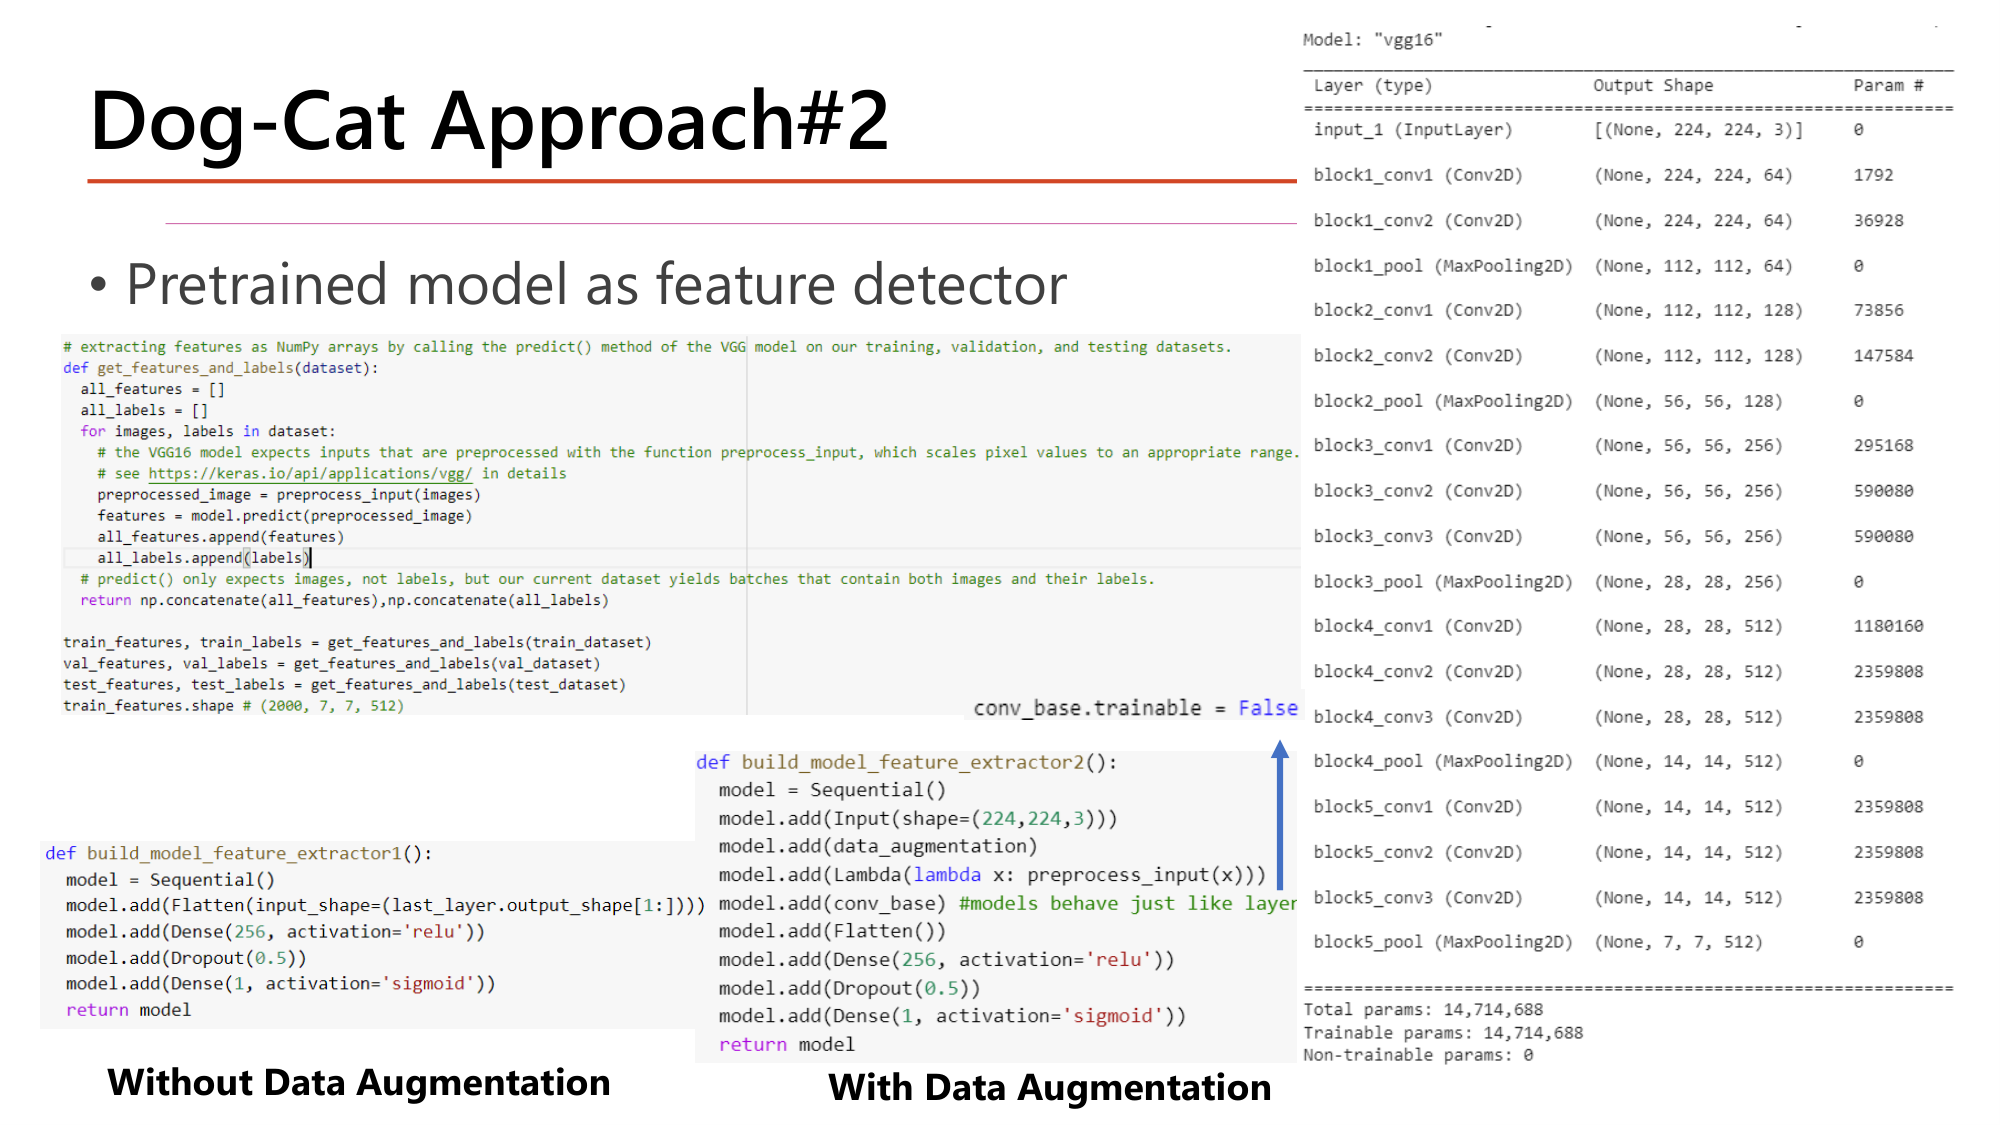 Dog-Cat Approach#2
• Pretrained model as feature detector
# extracting features as NumPy arrays by calling the predict() method of the VGG model on our training, validation, and testing datasets.
def get_features_and_labels(dataset):
  all_features = []
  all_labels = []
  for images, labels in dataset:
    # the VGG16 model expects inputs that are preprocessed with the function preprocess_input, which scales pixel values to an appropriate range.
    # see https://keras.io/api/applications/vgg/ in details
    preprocessed_image = preprocess_input(images)
    features = model.predict(preprocessed_image)
    all_features.append(features)
    all_labels.append(labels)
  # predict() only expects images, not labels, but our current dataset yields batches that contain both images and their labels.
  return np.concatenate(all_features),np.concatenate(all_labels)
train_features, train_labels = get_features_and_labels(train_dataset)
val_features, val_labels = get_features_and_labels(val_dataset)
test_features, test_labels = get_features_and_labels(test_dataset)
train_features.shape # (2000, 7, 7, 512)
conv_base.trainable = False
def build_model_feature_extractor1():
  model = Sequential()
  model.add(Flatten(input_shape=(last_layer.output_shape[1:])))
  model.add(Dense(256, activation='relu'))
  model.add(Dropout(0.5))
  model.add(Dense(1, activation='sigmoid'))
  return model
Without Data Augmentation
def build_model_feature_extractor2():
  model = Sequential()
  model.add(Input(shape=(224,224,3)))
  model.add(data_augmentation)
  model.add(Lambda(lambda x: preprocess_input(x)))
  model.add(conv_base) #models behave just like layer
  model.add(Flatten())
  model.add(Dense(256, activation='relu'))
  model.add(Dropout(0.5))
  model.add(Dense(1, activation='sigmoid'))
  return model
With Data Augmentation
Model: "vgg16"
Layer (type) Output Shape Param #
input_1 (InputLayer) [(None, 224, 224, 3)] 0
block1_conv1 (Conv2D) (None, 224, 224, 64) 1792
block1_conv2 (Conv2D) (None, 224, 224, 64) 36928
block1_pool (MaxPooling2D) (None, 112, 112, 64) 0
block2_conv1 (Conv2D) (None, 112, 112, 128) 73856
block2_conv2 (Conv2D) (None, 112, 112, 128) 147584
block2_pool (MaxPooling2D) (None, 56, 56, 128) 0
block3_conv1 (Conv2D) (None, 56, 56, 256) 295168
block3_conv2 (Conv2D) (None, 56, 56, 256) 590080
block3_conv3 (Conv2D) (None, 56, 56, 256) 590080
block3_pool (MaxPooling2D) (None, 28, 28, 256) 0
block4_conv1 (Conv2D) (None, 28, 28, 512) 1180160
block4_conv2 (Conv2D) (None, 28, 28, 512) 2359808
block4_conv3 (Conv2D) (None, 28, 28, 512) 2359808
block4_pool (MaxPooling2D) (None, 14, 14, 512) 0
block5_conv1 (Conv2D) (None, 14, 14, 512) 2359808
block5_conv2 (Conv2D) (None, 14, 14, 512) 2359808
block5_conv3 (Conv2D) (None, 14, 14, 512) 2359808
block5_pool (MaxPooling2D) (None, 7, 7, 512) 0
Total params: 14,714,688
Trainable params: 14,714,688
Non-trainable params: 0